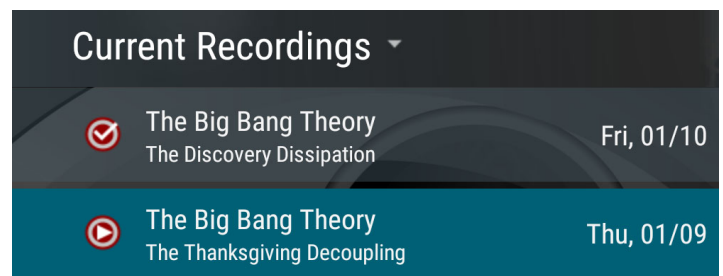 Current Recordings
The Big Bang Theory
Fri, 01/10
The Discovery Dissipation
The Big Bang Theory
Thu, 01/09
The Thanksgiving Decoupling